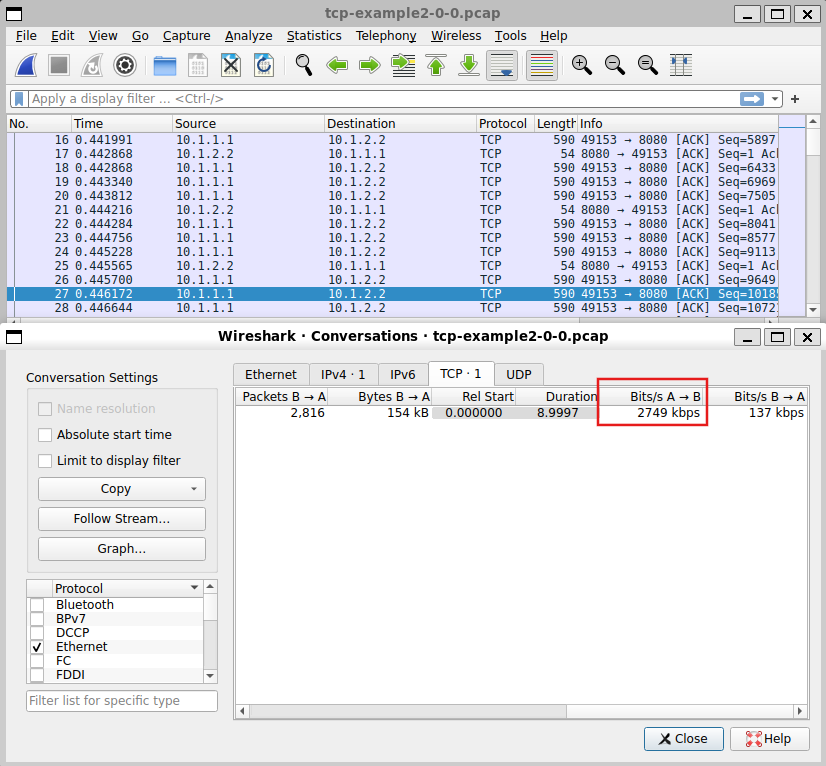 tcp-example2-0-0.pcap
File Edit View Go Capture Analyze Statistics Telephony Wireless Tools Help
Apply a display filter … <Ctrl-/>
No. Time Source Destination Protocol Length Info
16 0.441991 10.1.1.1 10.1.2.2 TCP 590 49153 → 8080 [ACK] Seq=5897
17 0.442868 10.1.2.2 10.1.1.1 TCP 54 8080 → 49153 [ACK] Seq=1 Ack
18 0.442868 10.1.1.1 10.1.2.2 TCP 590 49153 → 8080 [ACK] Seq=6433
19 0.443340 10.1.1.1 10.1.2.2 TCP 590 49153 → 8080 [ACK] Seq=6969
20 0.443812 10.1.1.1 10.1.2.2 TCP 590 49153 → 8080 [ACK] Seq=7505
21 0.444216 10.1.2.2 10.1.1.1 TCP 54 8080 → 49153 [ACK] Seq=1 Ack
22 0.444284 10.1.1.1 10.1.2.2 TCP 590 49153 → 8080 [ACK] Seq=8041
23 0.444756 10.1.1.1 10.1.2.2 TCP 590 49153 → 8080 [ACK] Seq=8577
24 0.445228 10.1.1.1 10.1.2.2 TCP 590 49153 → 8080 [ACK] Seq=9113
25 0.445565 10.1.2.2 10.1.1.1 TCP 54 8080 → 49153 [ACK] Seq=1 Ack
26 0.445700 10.1.1.1 10.1.2.2 TCP 590 49153 → 8080 [ACK] Seq=9649
27 0.446172 10.1.1.1 10.1.2.2 TCP 590 49153 → 8080 [ACK] Seq=10185
28 0.446644 10.1.1.1 10.1.2.2 TCP 590 49153 → 8080 [ACK] Seq=1072
Wireshark · Conversations · tcp-example2-0-0.pcap
Conversation Settings
Name resolution
Absolute start time
Limit to display filter
Copy
Follow Stream…
Graph…
Protocol
Bluetooth
BPv7
DCCP
Ethernet
FC
FDDI
Filter list for specific type
Ethernet IPv4 · 1 IPv6 TCP · 1 UDP
Packets B → A Bytes B → A Rel Start Duration Bits/s A → B Bits/s B → A
2,816 154 kB 0.000000 8.9997 2749 kbps 137 kbps
Close Help